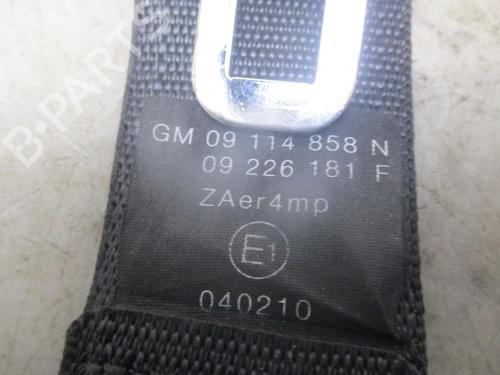 B-PARTS
GM 09 114 858 N
09 226 181 F
ZAer4mp
E1
040210